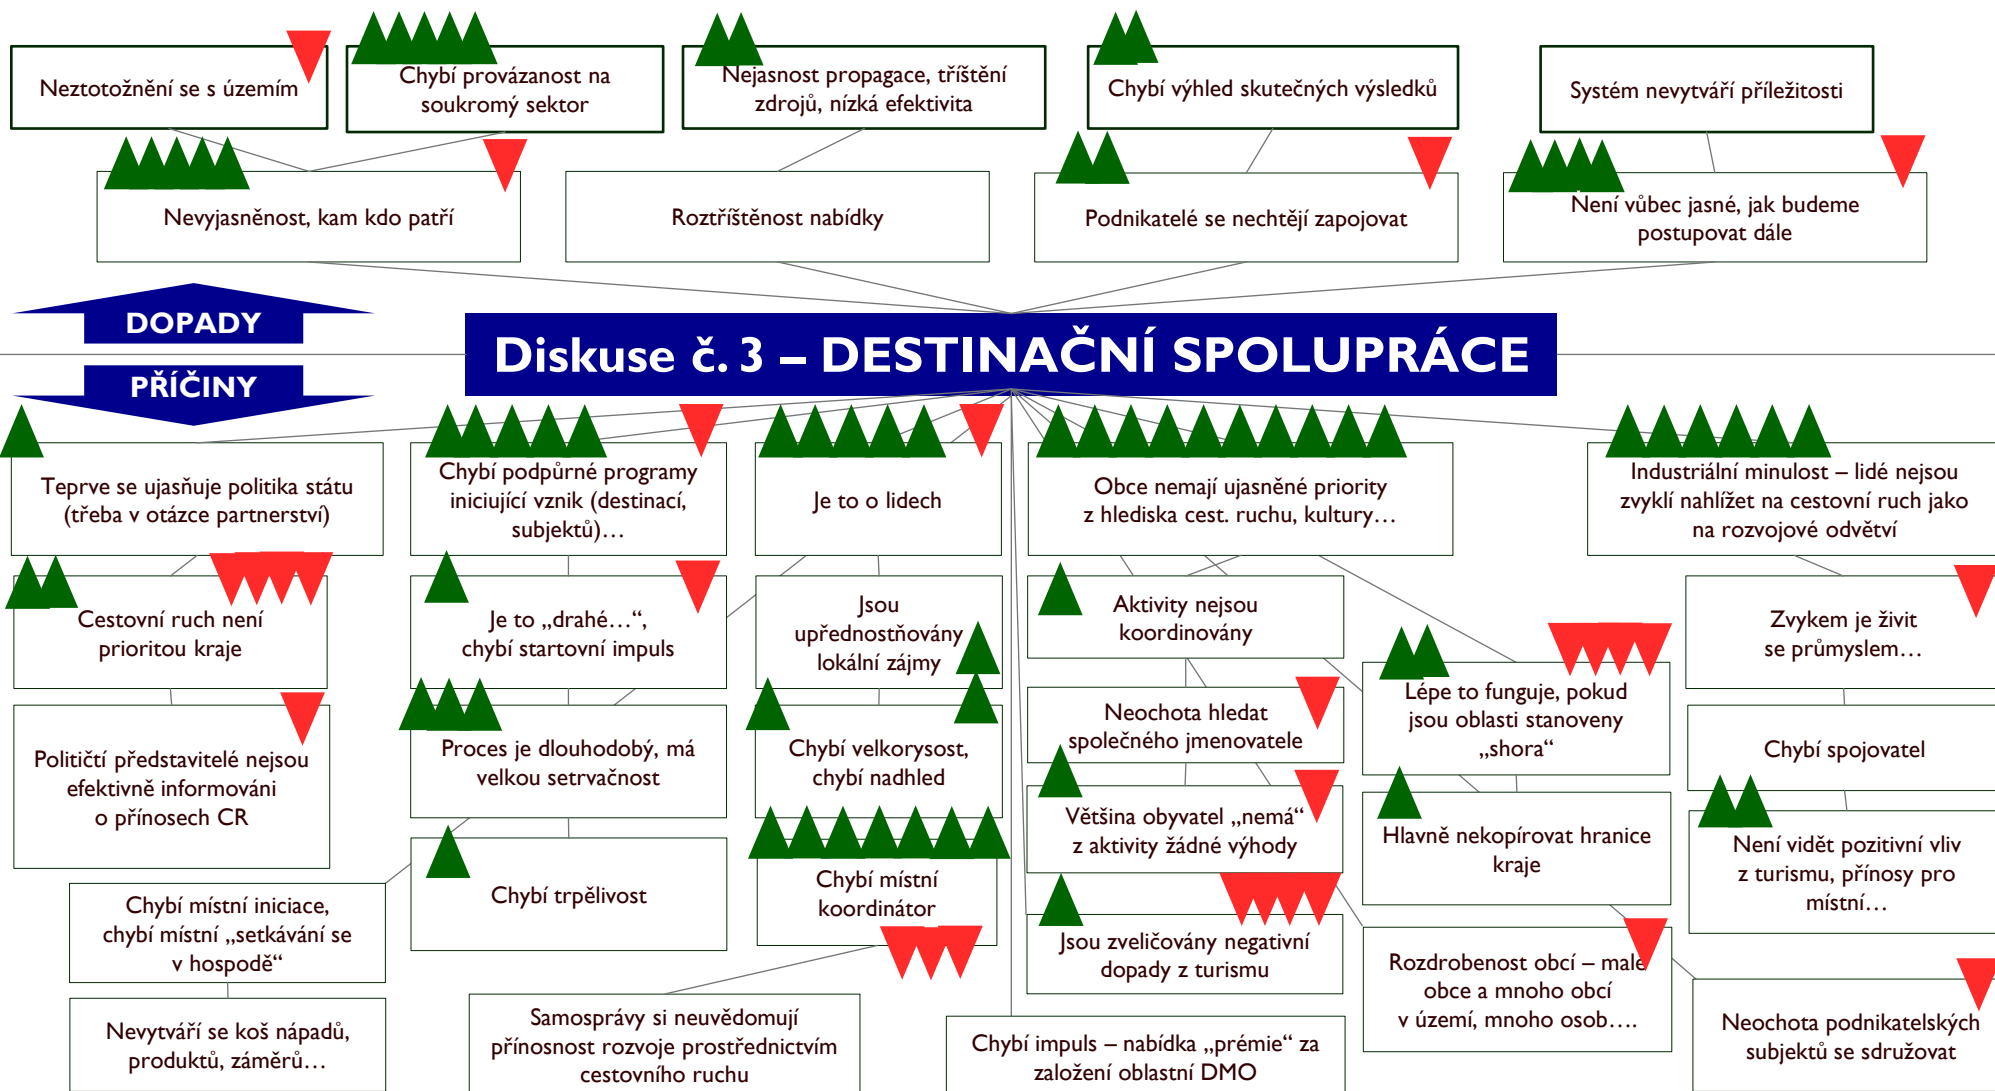 Neztotožnění se s územím
Chybí provázanost na
soukromý sektor
Nejasnost propagace, tříštění
zdrojů, nízká efektivita
Chybí výhled skutečných výsledků
Systém nevytváří příležitosti
Nevyjasněnost, kam kdo patří
Roztříštěnost nabídky
Podnikatelé se nechtějí zapojovat
Není vůbec jasné, jak budeme
postupovat dále
DOPADY
Diskuse č. 3 – DESTINAČNÍ SPOLUPRÁCE
PŘÍČINY
Teprve se ujasňuje politika státu
(třeba v otázce partnerství)
Chybí podpůrné programy
iniciující vznik (destinací,
subjektů)…
Je to o lidech
Obce nemají ujasněné priority
z hlediska cest. ruchu, kultury…
Industriální minulost – lidé nejsou
zvyklí nahlížet na cestovní ruch jako
na rozvojové odvětví
Cestovní ruch není
prioritou kraje
Je to „drahé…“,
chybí startovní impuls
Jsou
upřednostňovány
lokální zájmy
Aktivity nejsou
koordinovány
Zvykem je živit
se průmyslem…
Lépe to funguje, pokud
jsou oblasti stanoveny
„shora“
Političtí představitelé nejsou
efektivně informováni
o přínosech CR
Proces je dlouhodobý, má
velkou setrvačnost
Chybí velkorysost,
chybí nadhled
Neochota hledat
společného jmenovatele
Chybí spojovatel
Většina obyvatel „nemá“
z aktivity žádné výhody
Hlavně nekopírovat hranice
kraje
Není vidět pozitivní vliv
z turismu, přínosy pro
místní…
Chybí trpělivost
Chybí místní
koordinátor
Chybí místní iniciace,
chybí místní „setkávání se
v hospodě“
Jsou zveličovány negativní
dopady z turismu
Rozdrobenost obcí – malé
obce a mnoho obcí
v území, mnoho osob….
Nevytváří se koš nápadů,
produktů, záměrů…
Samosprávy si neuvědomují
přínosnost rozvoje prostřednictvím
cestovního ruchu
Chybí impuls – nabídka „prémie“ za
založení oblastní DMO
Neochota podnikatelských
subjektů se sdružovat